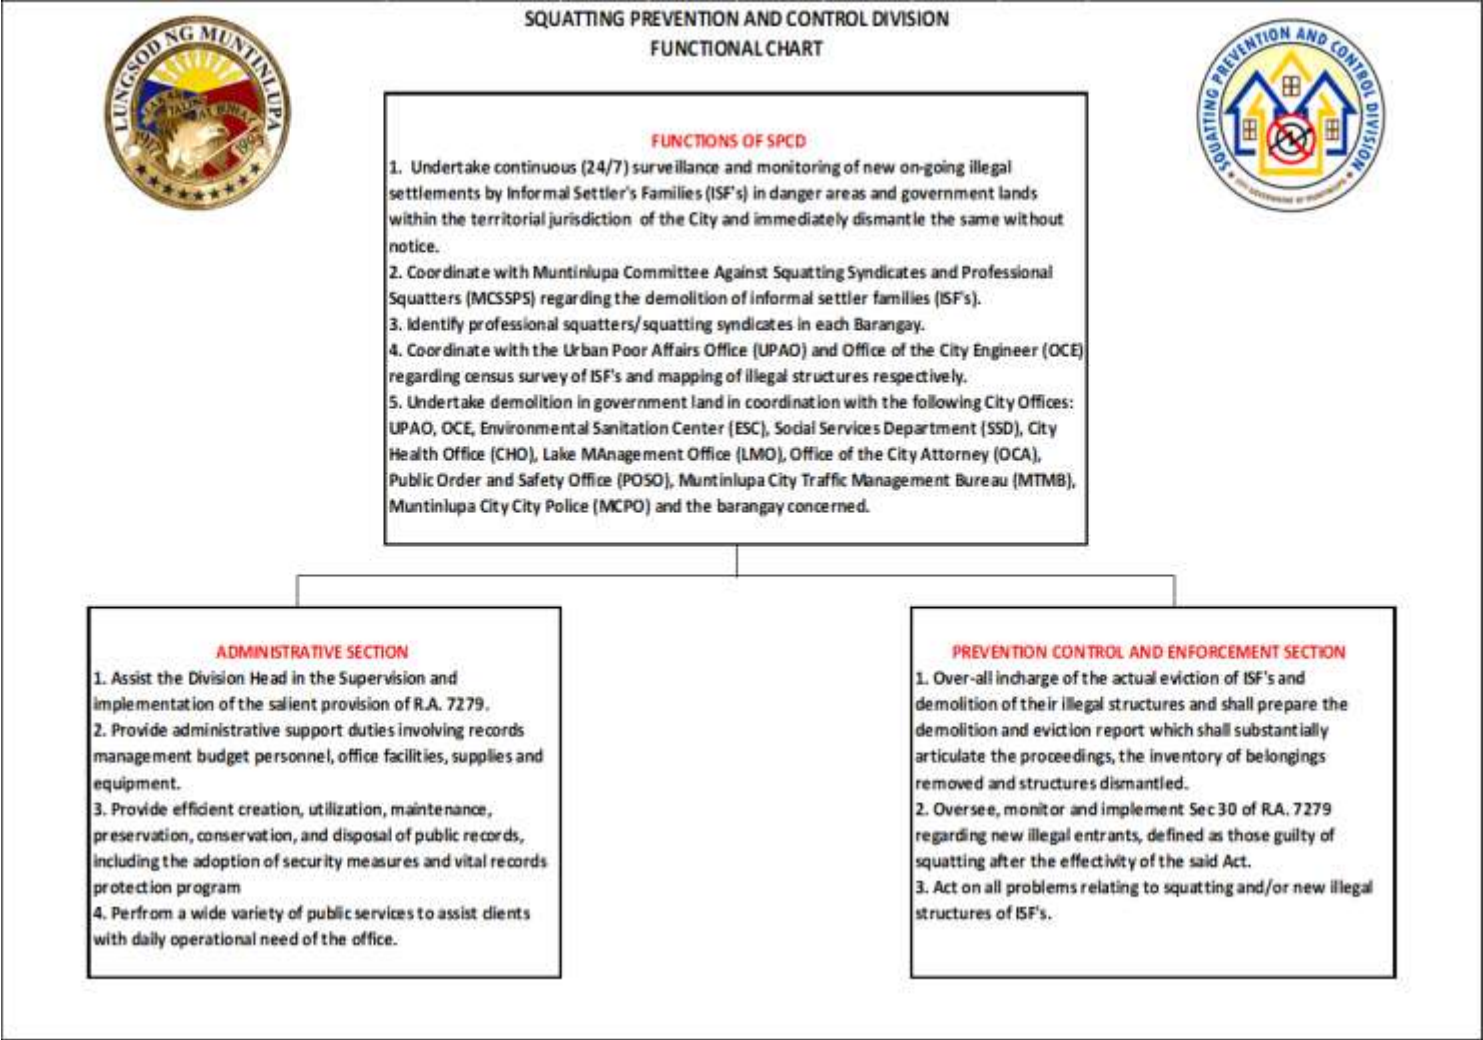 SQUATTING PREVENTION AND CONTROL DIVISION
FUNCTIONAL CHART
LUNGSOD NG MUNTINLUPA
1917
1995
SQUATTING PREVENTION AND CONTROL DIVISION
FUNCTIONS OF SPCD
1. Undertake continuous (24/7) surveillance and monitoring of new on-going illegal
settlements by Informal Settler's Families (ISF's) in danger areas and government lands
within the territorial jurisdiction of the City and immediately dismantle the same without
notice.
2. Coordinate with Muntinlupa Committee Against Squatting Syndicates and Professional
Squatters (MCSSPS) regarding the demolition of informal settler families (ISF's).
3. Identify professional squatters/squatting syndicates in each Barangay.
4. Coordinate with the Urban Poor Affairs Office (UPAO) and Office of the City Engineer (OCE)
regarding census survey of ISF's and mapping of illegal structures respectively.
5. Undertake demolition in government land in coordination with the following City Offices:
UPAO, OCE, Environmental Sanitation Center (ESC), Social Services Department (SSD), City
Health Office (CHO), Lake MAnagement Office (LMO), Office of the City Attorney (OCA),
Public Order and Safety Office (POSO), Muntinlupa City Traffic Management Bureau (MTMB),
Muntinlupa City City Police (MCPO) and the barangay concerned.
ADMINISTRATIVE SECTION
1. Assist the Division Head in the Supervision and
implementation of the salient provision of R.A. 7279.
2. Provide administrative support duties involving records
management budget personnel, office facilities, supplies and
equipment.
3. Provide efficient creation, utilization, maintenance,
preservation, conservation, and disposal of public records,
including the adoption of security measures and vital records
protection program
4. Perfrom a wide variety of public services to assist clients
with daily operational need of the office.
PREVENTION CONTROL AND ENFORCEMENT SECTION
1. Over-all incharge of the actual eviction of ISF's and
demolition of their illegal structures and shall prepare the
demolition and eviction report which shall substantially
articulate the proceedings, the inventory of belongings
removed and structures dismantled.
2. Oversee, monitor and implement Sec 30 of R.A. 7279
regarding new illegal entrants, defined as those guilty of
squatting after the effectivity of the said Act.
3. Act on all problems relating to squatting and/or new illegal
structures of ISF's.